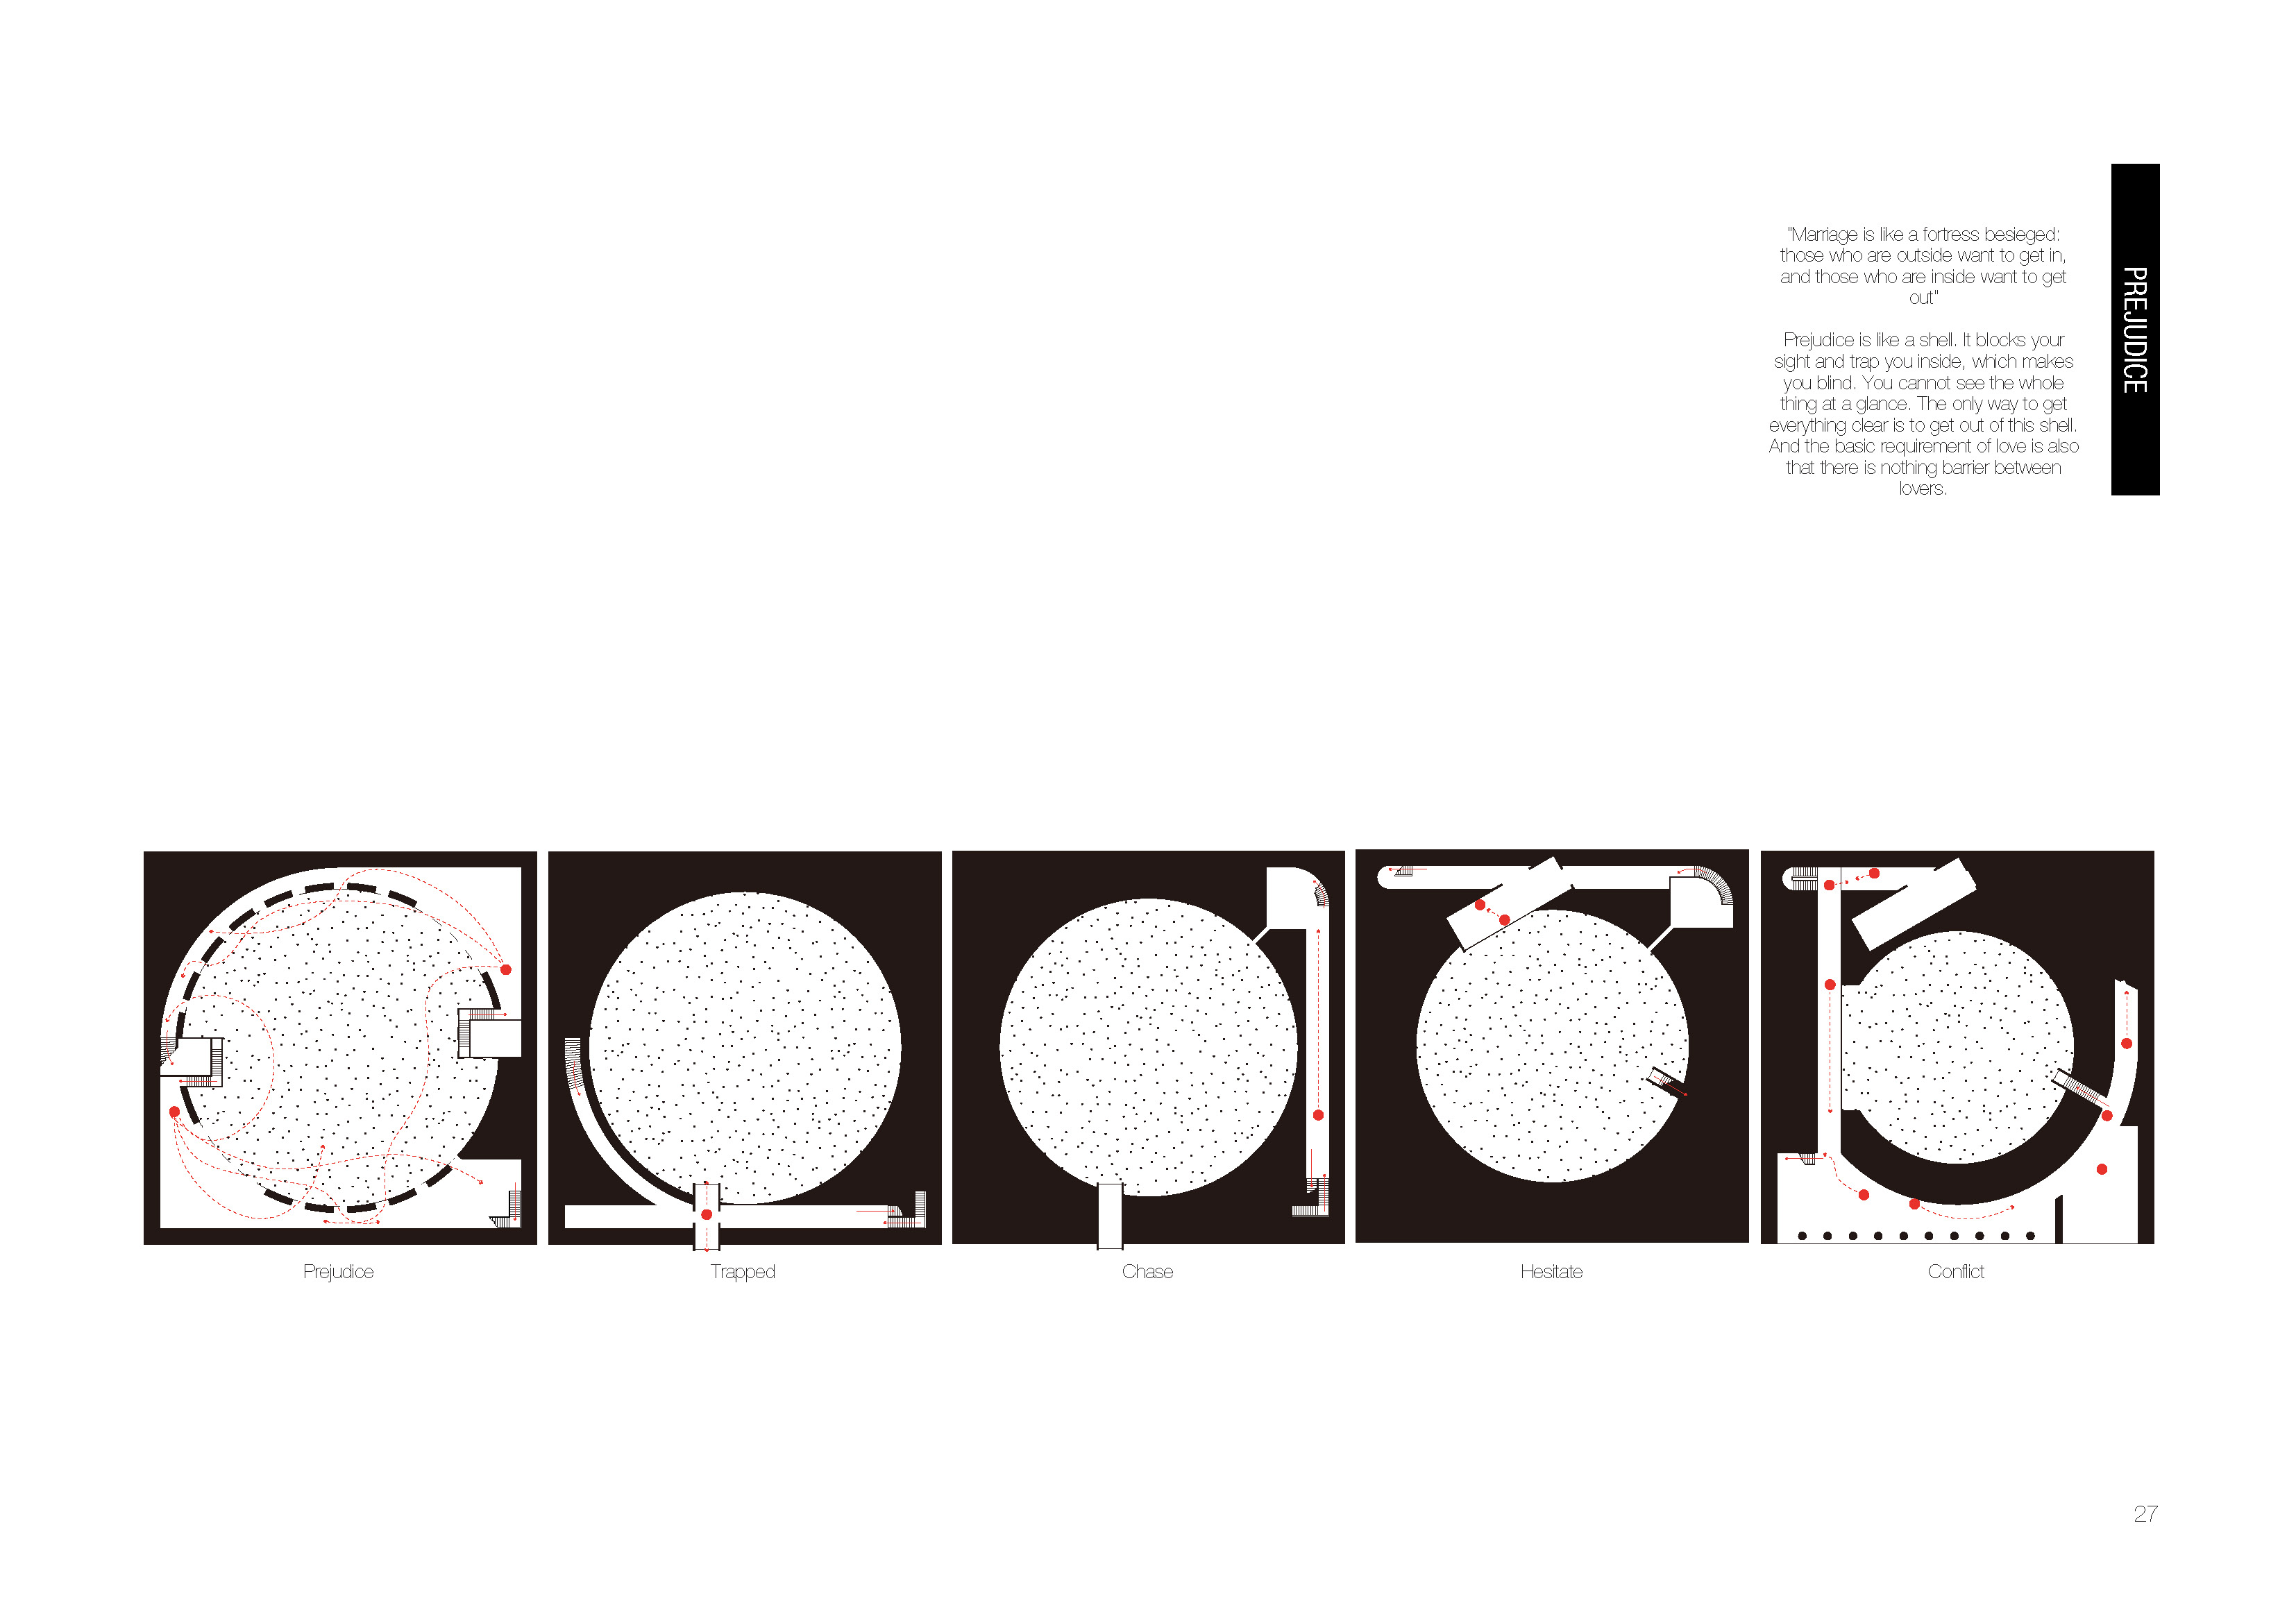 PREJUDICE
"Marriage is like a fortress besieged:
those who are outside want to get in,
and those who are inside want to get
out"
Prejudice is like a shell. It blocks your
sight and trap you inside, which makes
you blind. You cannot see the whole
thing at a glance. The only way to get
everything clear is to get out of this shell.
And the basic requirement of love is also
that there is nothing barrier between
lovers.
Prejudice
Trapped
Chase
Hesitate
Conflict
27